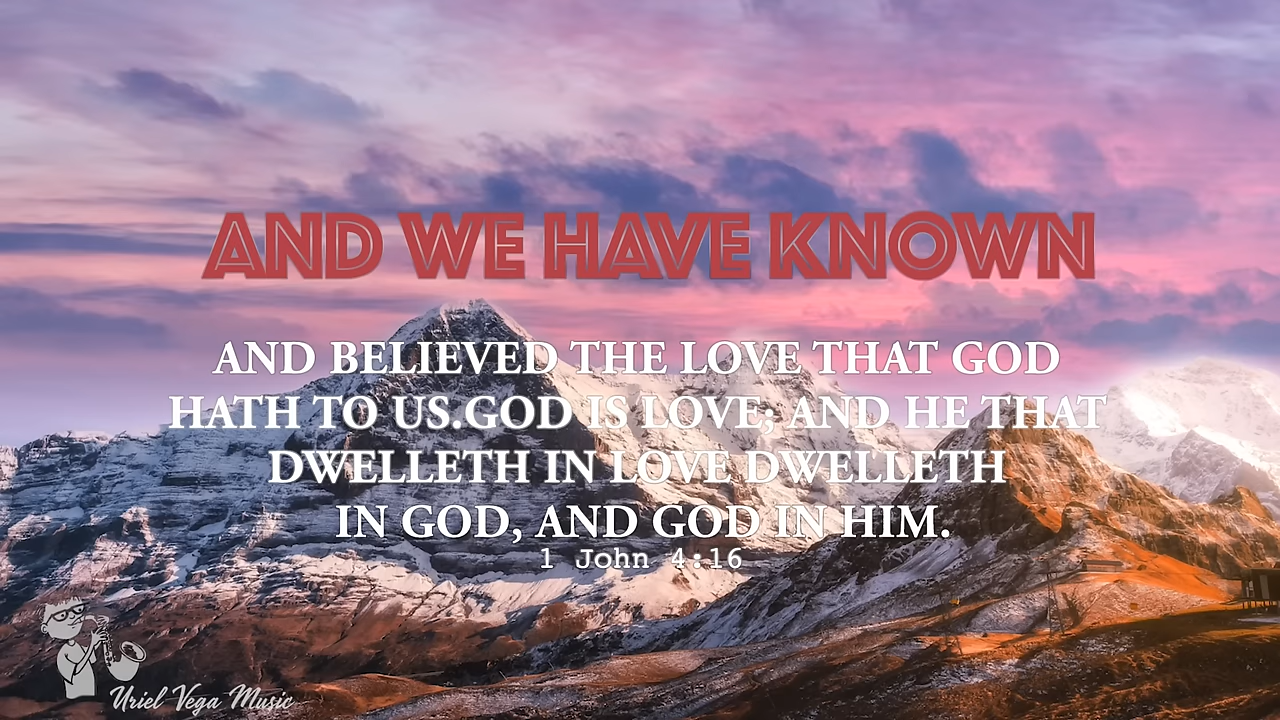 AND WE HAVE KNOWN
AND BELIEVED THE LOVE THAT GOD
HATH TO US.GOD IS LOVE; AND HE THAT
DWELLETH IN LOVE DWELLETH
IN GOD, AND GOD IN HIM.
1 John 4:16
Uriel Vega Music